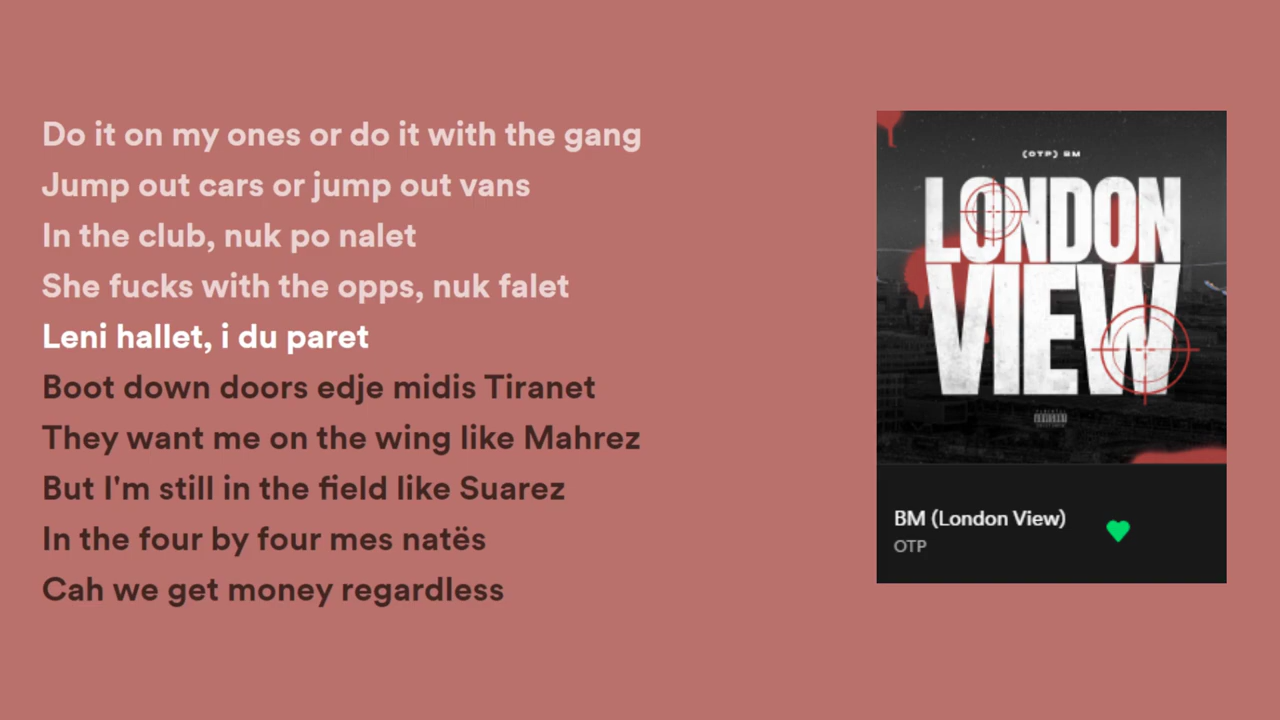 Do it on my ones or do it with the gang
Jump out cars or jump out vans
In the club, nuk po nalet
She fucks with the opps, nuk falet
Leni hallet, i du paret
Boot down doors edje midis Tiranet
They want me on the wing like Mahrez
But I'm still in the field like Suarez
In the four by four mes natës
Cah we get money regardless
(OTP) BM
LONDON
VIEW
PARENTAL
BM (London View)
OTP